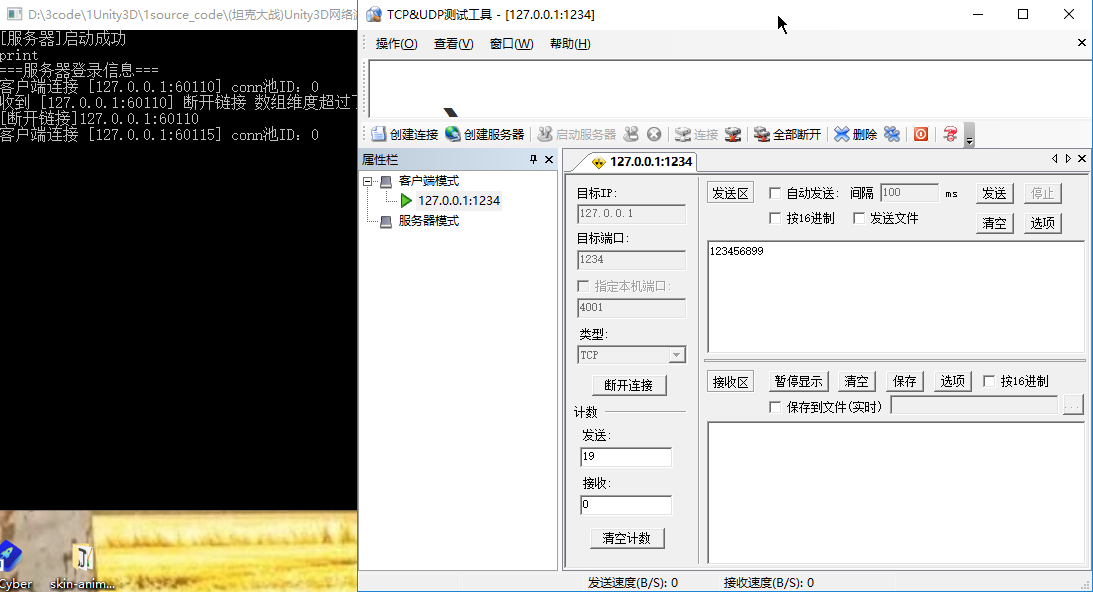 D:\3code\1Unity3D\1source_code\(坦克大战)Unity3D网络
[服务器]启动成功
print
===服务器登录信息===
客户端连接 [127.0.0.1:60110] conn池ID: 0
收到 [127.0.0.1:60110] 断开链接 数组维度超过
[断开链接]127.0.0.1:60110
客户端连接 [127.0.0.1:60115] conn池ID: 0
Cyber
skin-anim...
TCP&UDP测试工具 - [127.0.0.1:1234]
操作(O) 查看(V) 窗口(W) 帮助(H)
创建连接 创建服务器 启动服务器 连接 全部断开 删除
属性栏
客户端模式
127.0.0.1:1234
服务器模式
127.0.0.1:1234
目标IP:
127.0.0.1
目标端口:
1234
指定本机端口:
4001
类型:
TCP
断开连接
计数
发送:
19
接收:
0
清空计数
发送区 自动发送: 间隔 100 ms 发送 停止
按16进制 发送文件 清空 选项
123456899
接收区 暂停显示 清空 保存 选项 按16进制
保存到文件(实时) ...
发送速度(B/S): 0 接收速度(B/S): 0